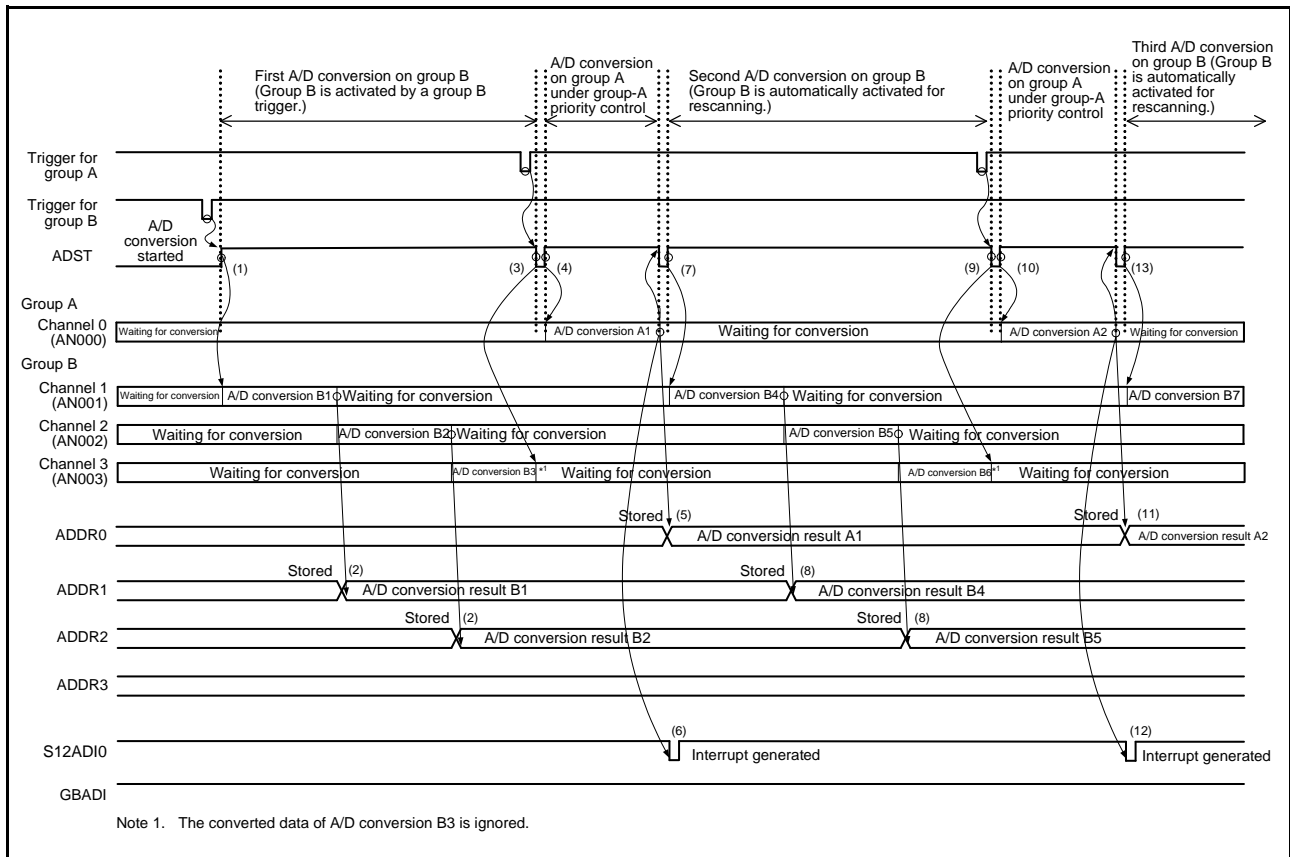 First A/D conversion on group B
(Group B is activated by a group B
trigger.)
A/D conversion
on group A
under group-A
priority control
Second A/D conversion on group B
(Group B is automatically activated for
rescanning.)
A/D conversion
on group A
under group-A
priority control
Third A/D conversion
on group B (Group B
is automatically
activated for
rescanning.)
Trigger for
group A
Trigger for
group B
A/D
conversion
started
ADST
(1)
(3)
(4)
(7)
(9)
(10)
(13)
Group A
Channel 0
(AN000)
Waiting for conversion
A/D conversion A1
Waiting for conversion
A/D conversion A2
Waiting for conversion
Group B
Channel 1
(AN001)
Waiting for conversion
A/D conversion B1
Waiting for conversion
A/D conversion B4
Waiting for conversion
A/D conversion B7
Channel 2
(AN002)
Waiting for conversion
A/D conversion B2
Waiting for conversion
A/D conversion B5
Waiting for conversion
Channel 3
(AN003)
Waiting for conversion
A/D conversion B3 *1
Waiting for conversion
A/D conversion B6*1
Waiting for conversion
ADDR0
Stored
(5)
A/D conversion result A1
Stored
(11)
A/D conversion result A2
ADDR1
Stored
(2)
A/D conversion result B1
Stored
(8)
A/D conversion result B4
ADDR2
Stored
(2)
A/D conversion result B2
Stored
(8)
A/D conversion result B5
ADDR3
S12ADI0
(6)
Interrupt generated
(12)
Interrupt generated
GBADI
Note 1. The converted data of A/D conversion B3 is ignored.